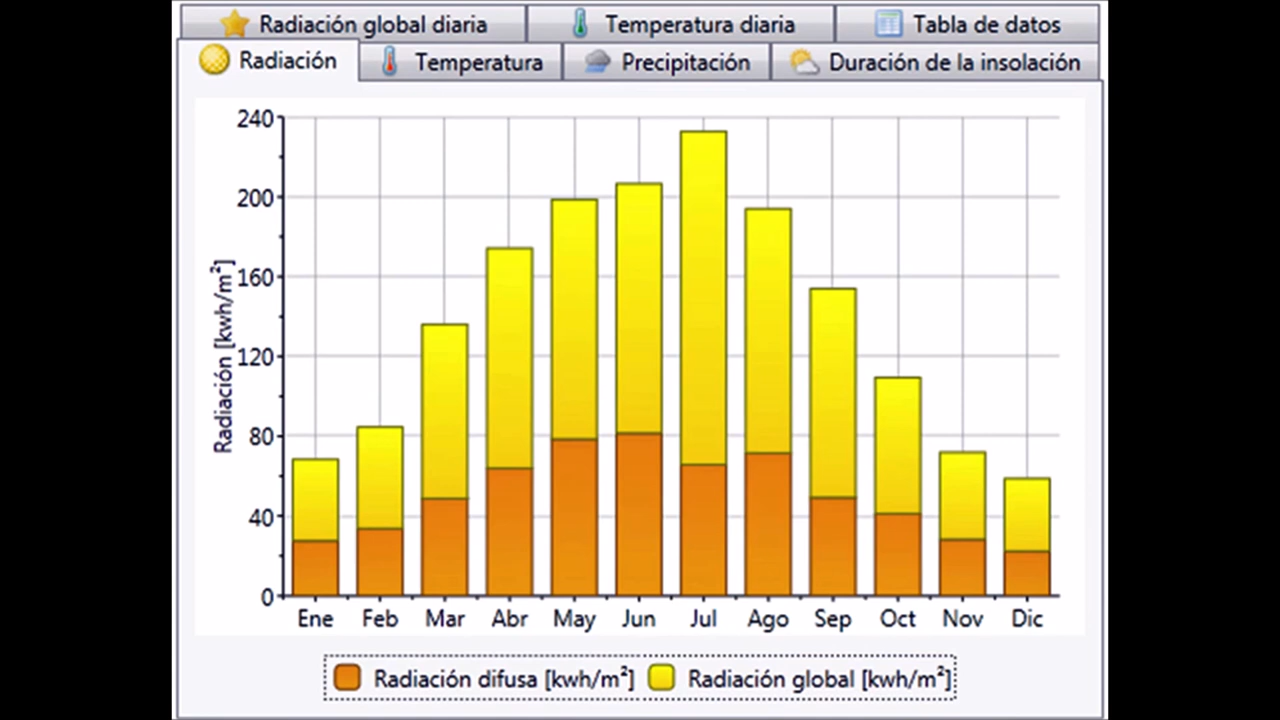 Radiación global diaria Temperatura diaria Tabla de datos
Radiación Temperatura Precipitación Duración de la insolación
240
200
160
120
80
40
0
Radiación [kwh/m²]
Ene Feb Mar Abr May Jun Jul Ago Sep Oct Nov Dic
Radiación difusa [kwh/m²] Radiación global [kwh/m²]